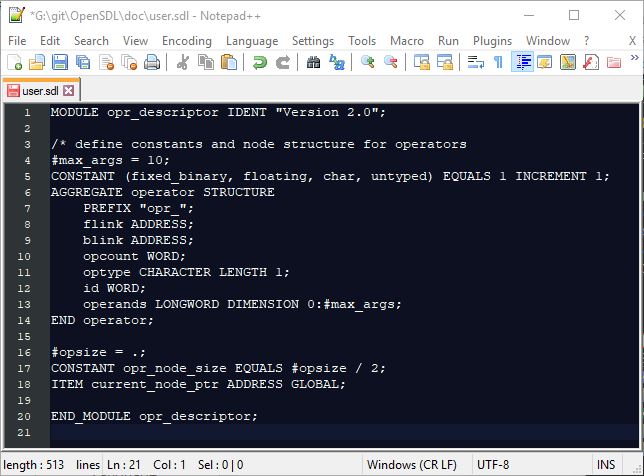 *G:\git\OpenSDL\doc\user.sdl - Notepad++
File Edit Search View Encoding Language Settings Tools Macro Run Plugins Window ? X
user.sdl
1 MODULE opr_descriptor IDENT "Version 2.0";
2
3 /* define constants and node structure for operators
4 #max_args = 10;
5 CONSTANT (fixed_binary, floating, char, untyped) EQUALS 1 INCREMENT 1;
6 AGGREGATE operator STRUCTURE
7     PREFIX "opr_";
8     flink ADDRESS;
9     blink ADDRESS;
10     opcount WORD;
11     optype CHARACTER LENGTH 1;
12     id WORD;
13     operands LONGWORD DIMENSION 0:#max_args;
14 END operator;
15
16 #opsize = .;
17 CONSTANT opr_node_size EQUALS #opsize / 2;
18 ITEM current_node_ptr ADDRESS GLOBAL;
19
20 END_MODULE opr_descriptor;
21
length : 513 lines Ln : 21 Col : 1 Sel : 0 | 0 Windows (CR LF) UTF-8 INS